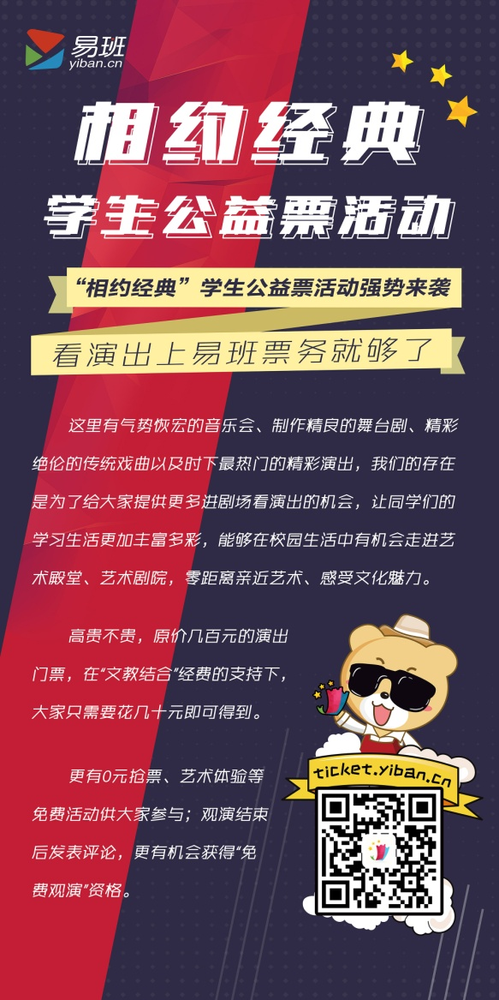 易班
yiban.cn
相约经典
学生公益票活动
“相约经典”学生公益票活动强势来袭
看演出上易班票务就够了
这里有气势恢宏的音乐会、制作精良的舞台剧、精彩
绝伦的传统戏曲以及时下最热门的精彩演出，我们的存在
是为了给大家提供更多进剧场看演出的机会，让同学们的
学习生活更加丰富多彩，能够在校园生活中有机会走进艺
术殿堂、艺术剧院，零距离亲近艺术、感受文化魅力。
高贵不贵，原价几百元的演出
门票，在“文教结合”经费的支持下，
大家只需要花几十元即可得到。
更有0元抢票、艺术体验等
免费活动供大家参与；观演结束
后发表评论，更有机会获得“免
费观演”资格。
ticket.yiban.cn